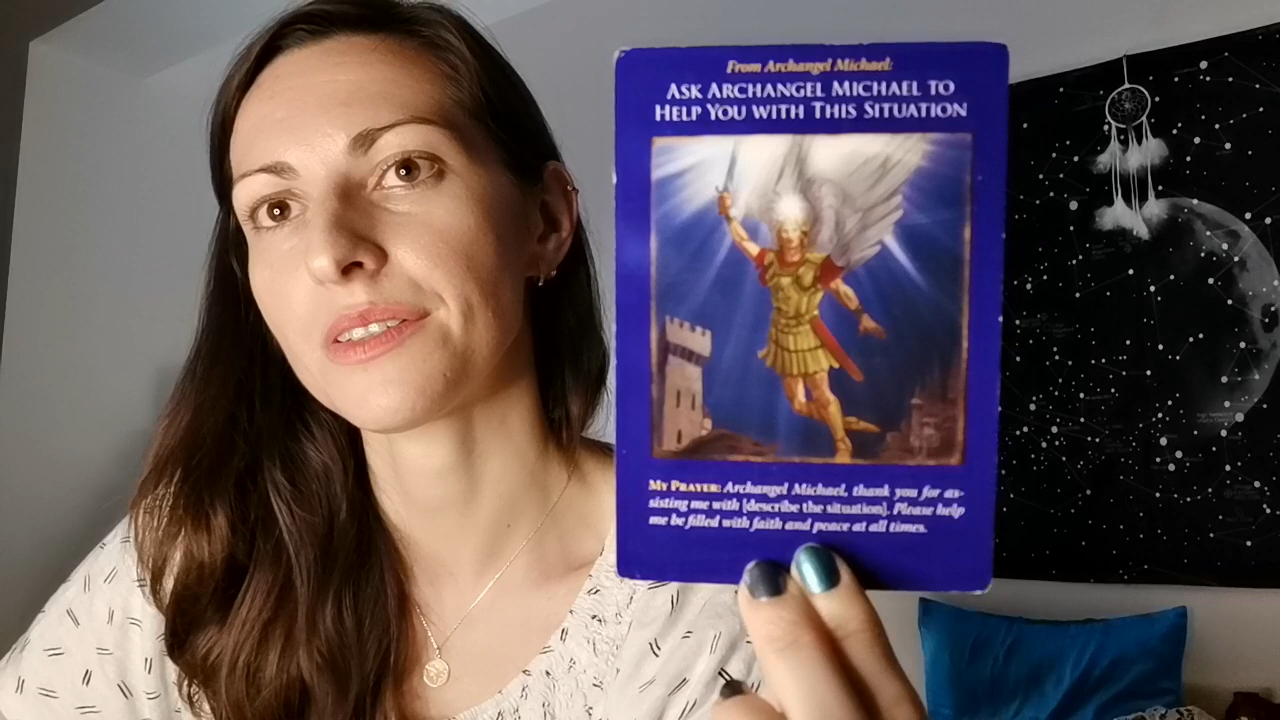 From Archangel Michael:
ASK ARCHANGEL MICHAEL TO
HELP YOU WITH THIS SITUATION
MY PRAYER: Archangel Michael, thank you for as-
sisting me with [describe the situation]. Please help
me be filled with faith and peace at all times.